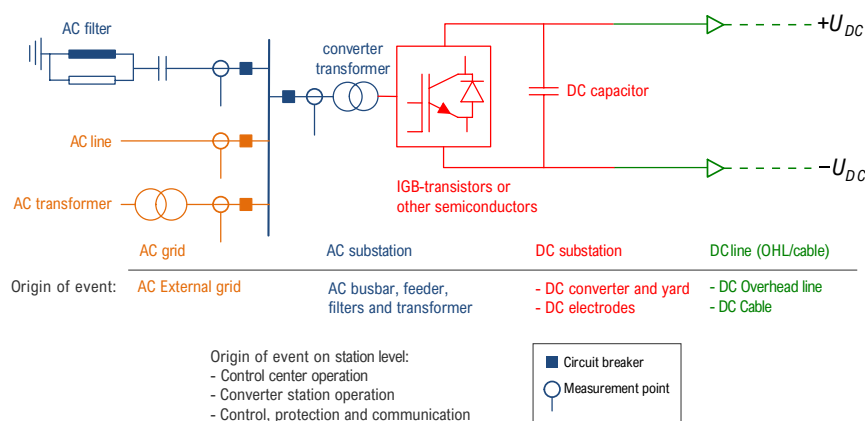 AC filter
converter
transformer
+U_DC
DC capacitor
AC line
−U_DC
IGB-transistors or
other semiconductors
AC transformer
AC grid
AC substation
DC substation
DC line (OHL/cable)
Origin of event:
AC External grid
AC busbar, feeder,
filters and transformer
- DC converter and yard
- DC electrodes
- DC Overhead line
- DC Cable
Origin of event on station level:
- Control center operation
- Converter station operation
- Control, protection and communication
Circuit breaker
Measurement point